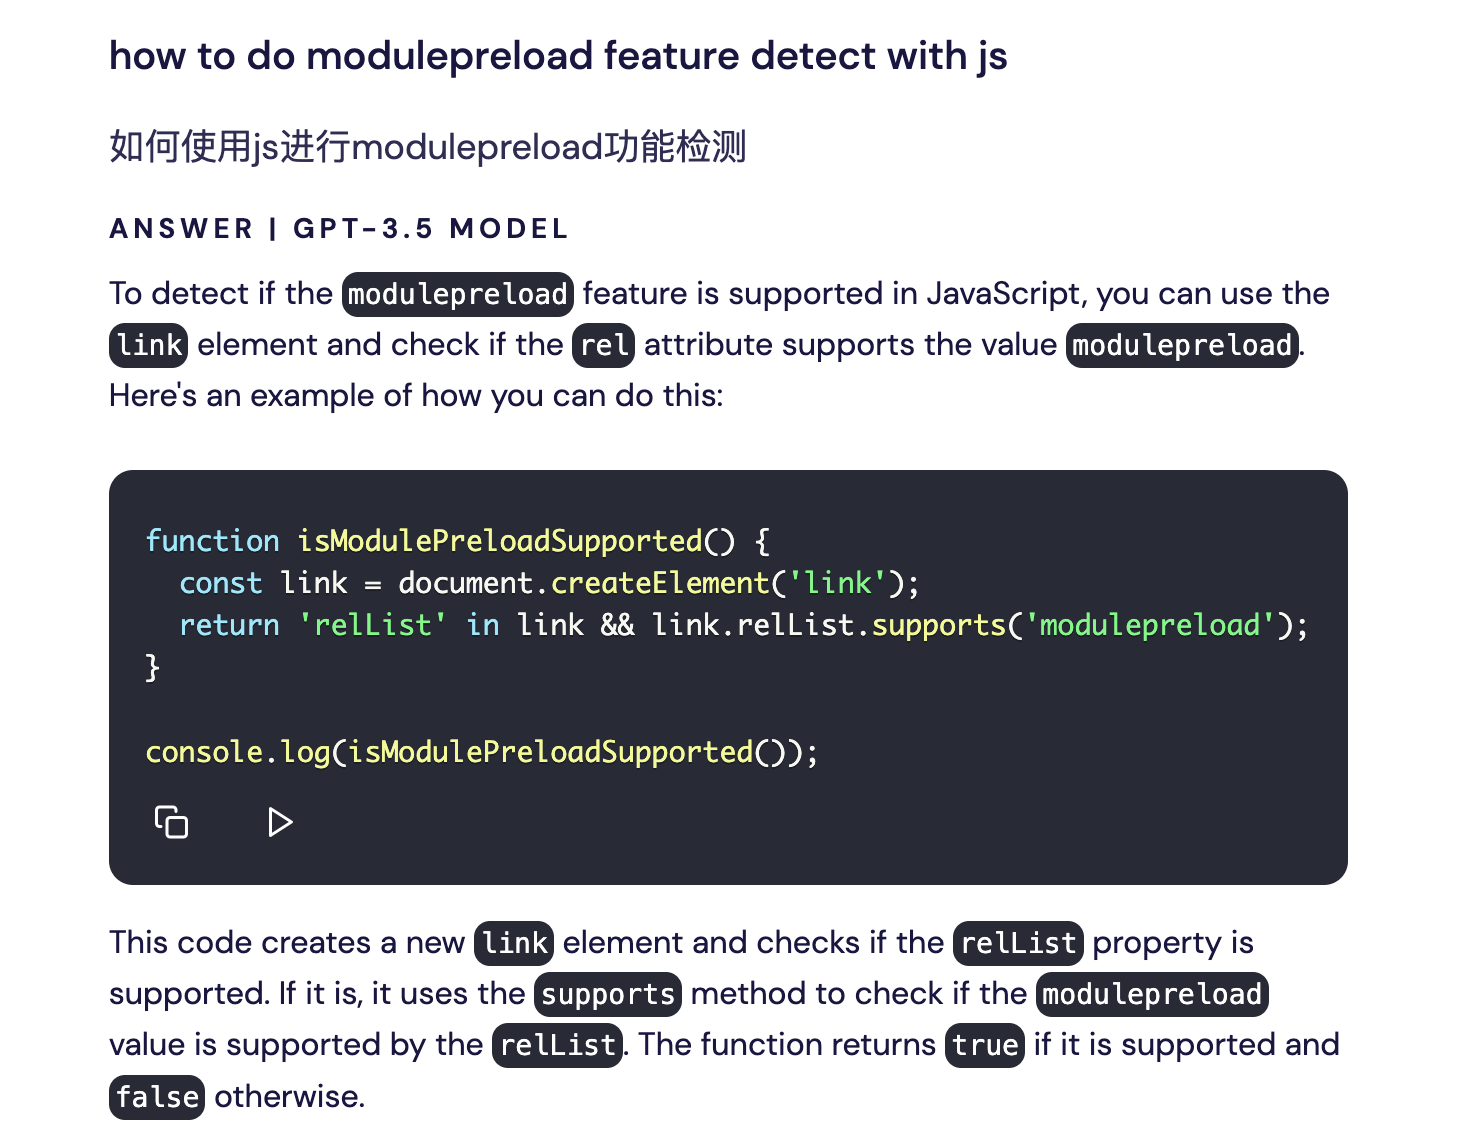 how to do modulepreload feature detect with js
如何使用js进行modulepreload功能检测
ANSWER | GPT-3.5 MODEL
To detect if the modulepreload feature is supported in JavaScript, you can use the
link element and check if the rel attribute supports the value modulepreload.
Here's an example of how you can do this:
function isModulePreloadSupported() {
  const link = document.createElement('link');
  return 'relList' in link && link.relList.supports('modulepreload');
}
console.log(isModulePreloadSupported());
This code creates a new link element and checks if the relList property is
supported. If it is, it uses the supports method to check if the modulepreload
value is supported by the relList. The function returns true if it is supported and
false otherwise.